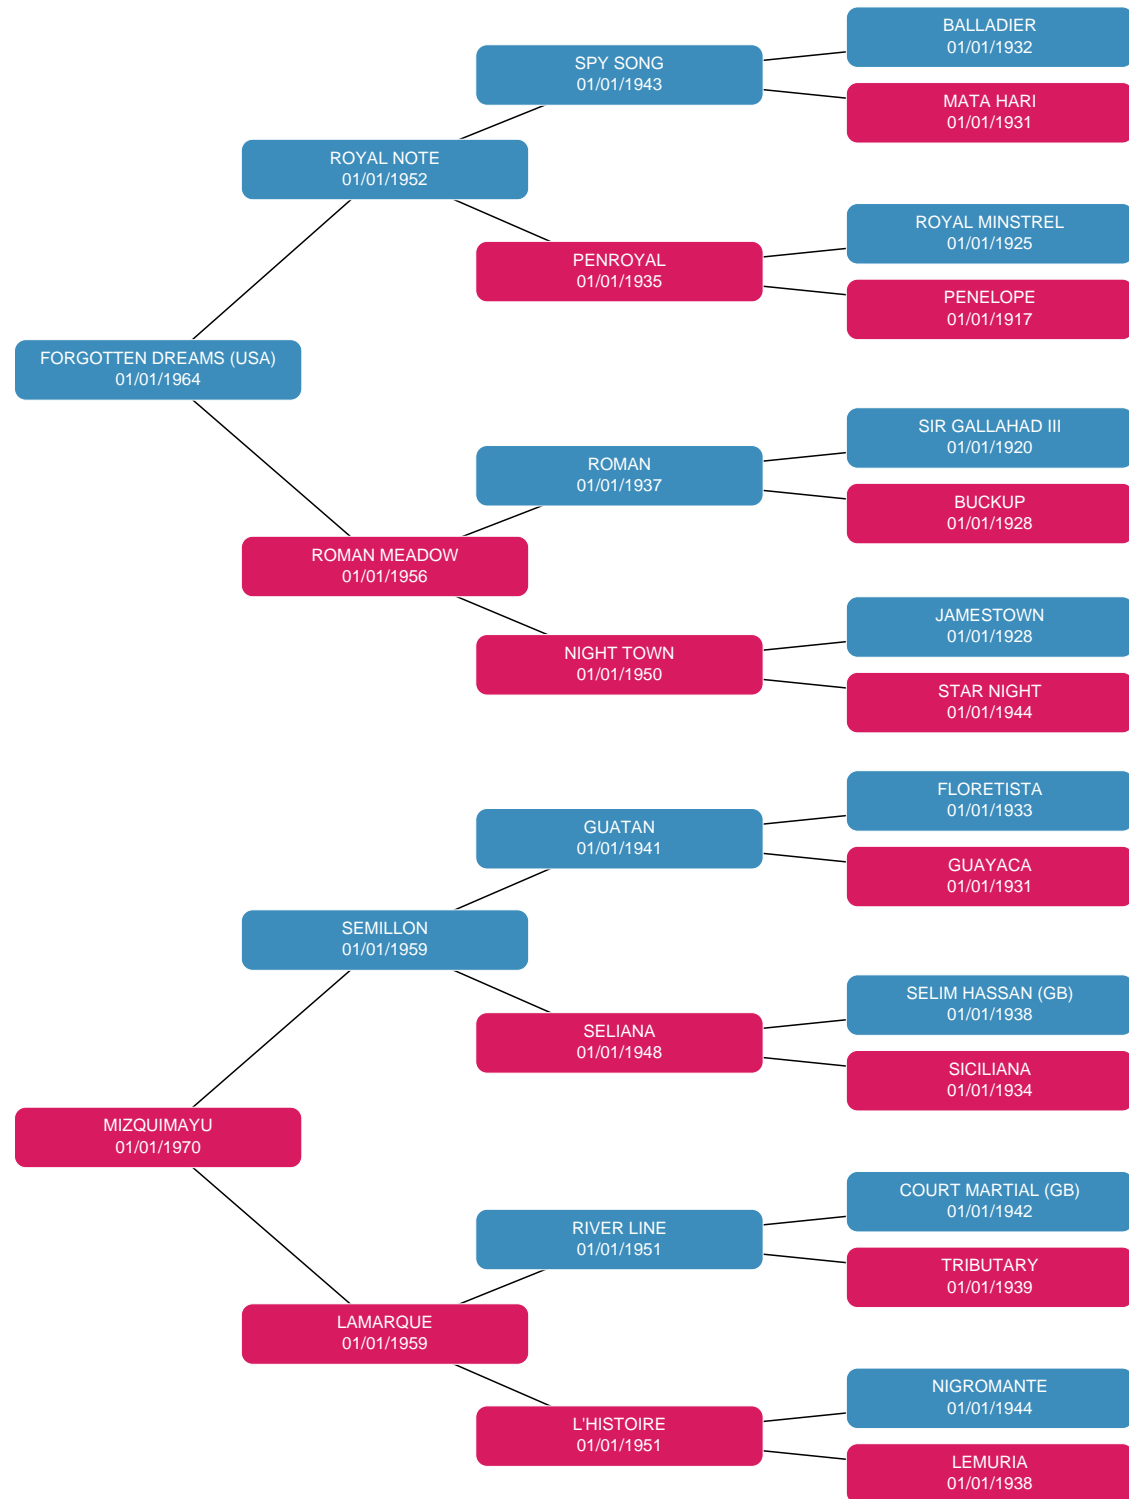 BALLADIER
01/01/1932
SPY SONG
01/01/1943
MATA HARI
01/01/1931
ROYAL NOTE
01/01/1952
ROYAL MINSTREL
01/01/1925
PENROYAL
01/01/1935
PENELOPE
01/01/1917
FORGOTTEN DREAMS (USA)
01/01/1964
SIR GALLAHAD III
01/01/1920
ROMAN
01/01/1937
BUCKUP
01/01/1928
ROMAN MEADOW
01/01/1956
JAMESTOWN
01/01/1928
NIGHT TOWN
01/01/1950
STAR NIGHT
01/01/1944
FLORETISTA
01/01/1933
GUATAN
01/01/1941
GUAYACA
01/01/1931
SEMILLON
01/01/1959
SELIM HASSAN (GB)
01/01/1938
SELIANA
01/01/1948
SICILIANA
01/01/1934
MIZQUIMAYU
01/01/1970
COURT MARTIAL (GB)
01/01/1942
RIVER LINE
01/01/1951
TRIBUTARY
01/01/1939
LAMARQUE
01/01/1959
NIGROMANTE
01/01/1944
L'HISTOIRE
01/01/1951
LEMURIA
01/01/1938